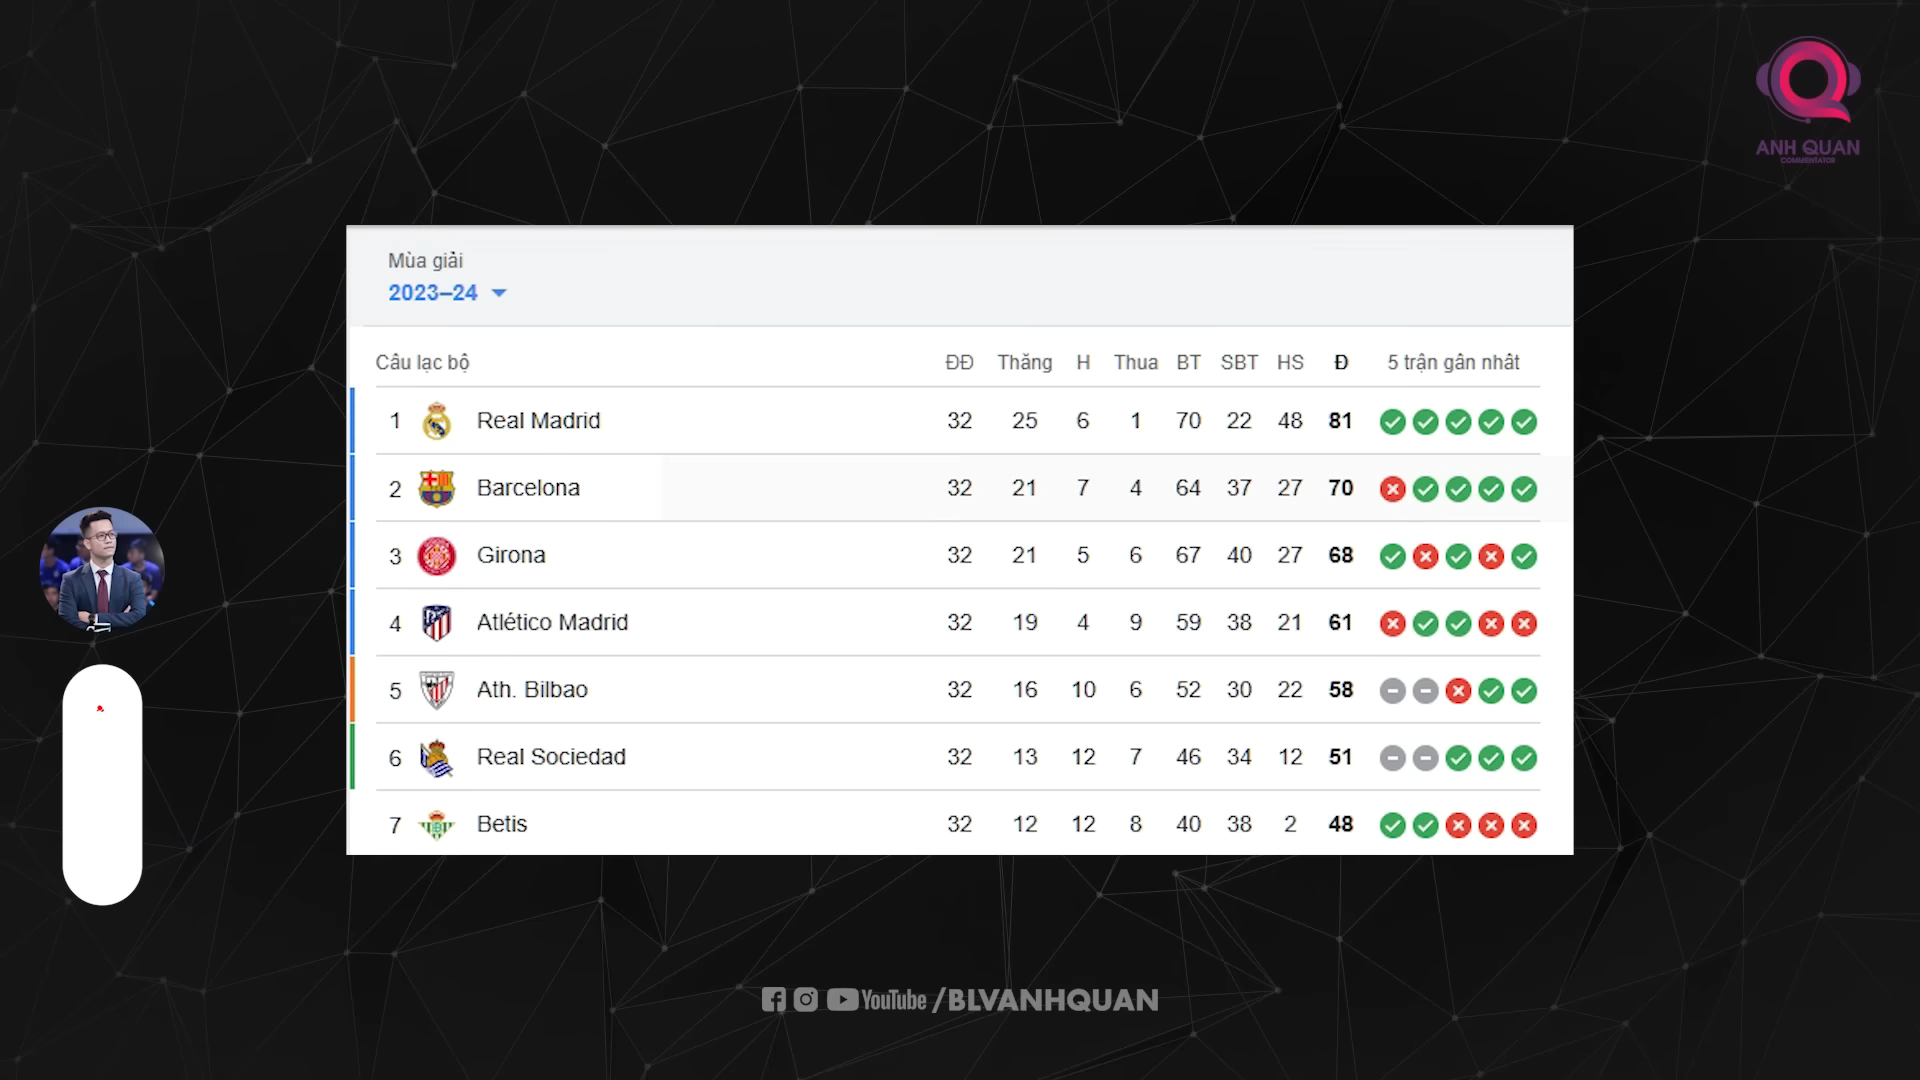 ANH QUAN
COMMENTATOR
Mùa giải
2023–24
Câu lạc bộ ĐĐ Thắng H Thua BT SBT HS Đ 5 trận gần nhất
1 Real Madrid 32 25 6 1 70 22 48 81
2 Barcelona 32 21 7 4 64 37 27 70
3 Girona 32 21 5 6 67 40 27 68
4 Atlético Madrid 32 19 4 9 59 38 21 61
5 Ath. Bilbao 32 16 10 6 52 30 22 58
6 Real Sociedad 32 13 12 7 46 34 12 51
7 Betis 32 12 12 8 40 38 2 48
YouTube /BLVANHQUAN